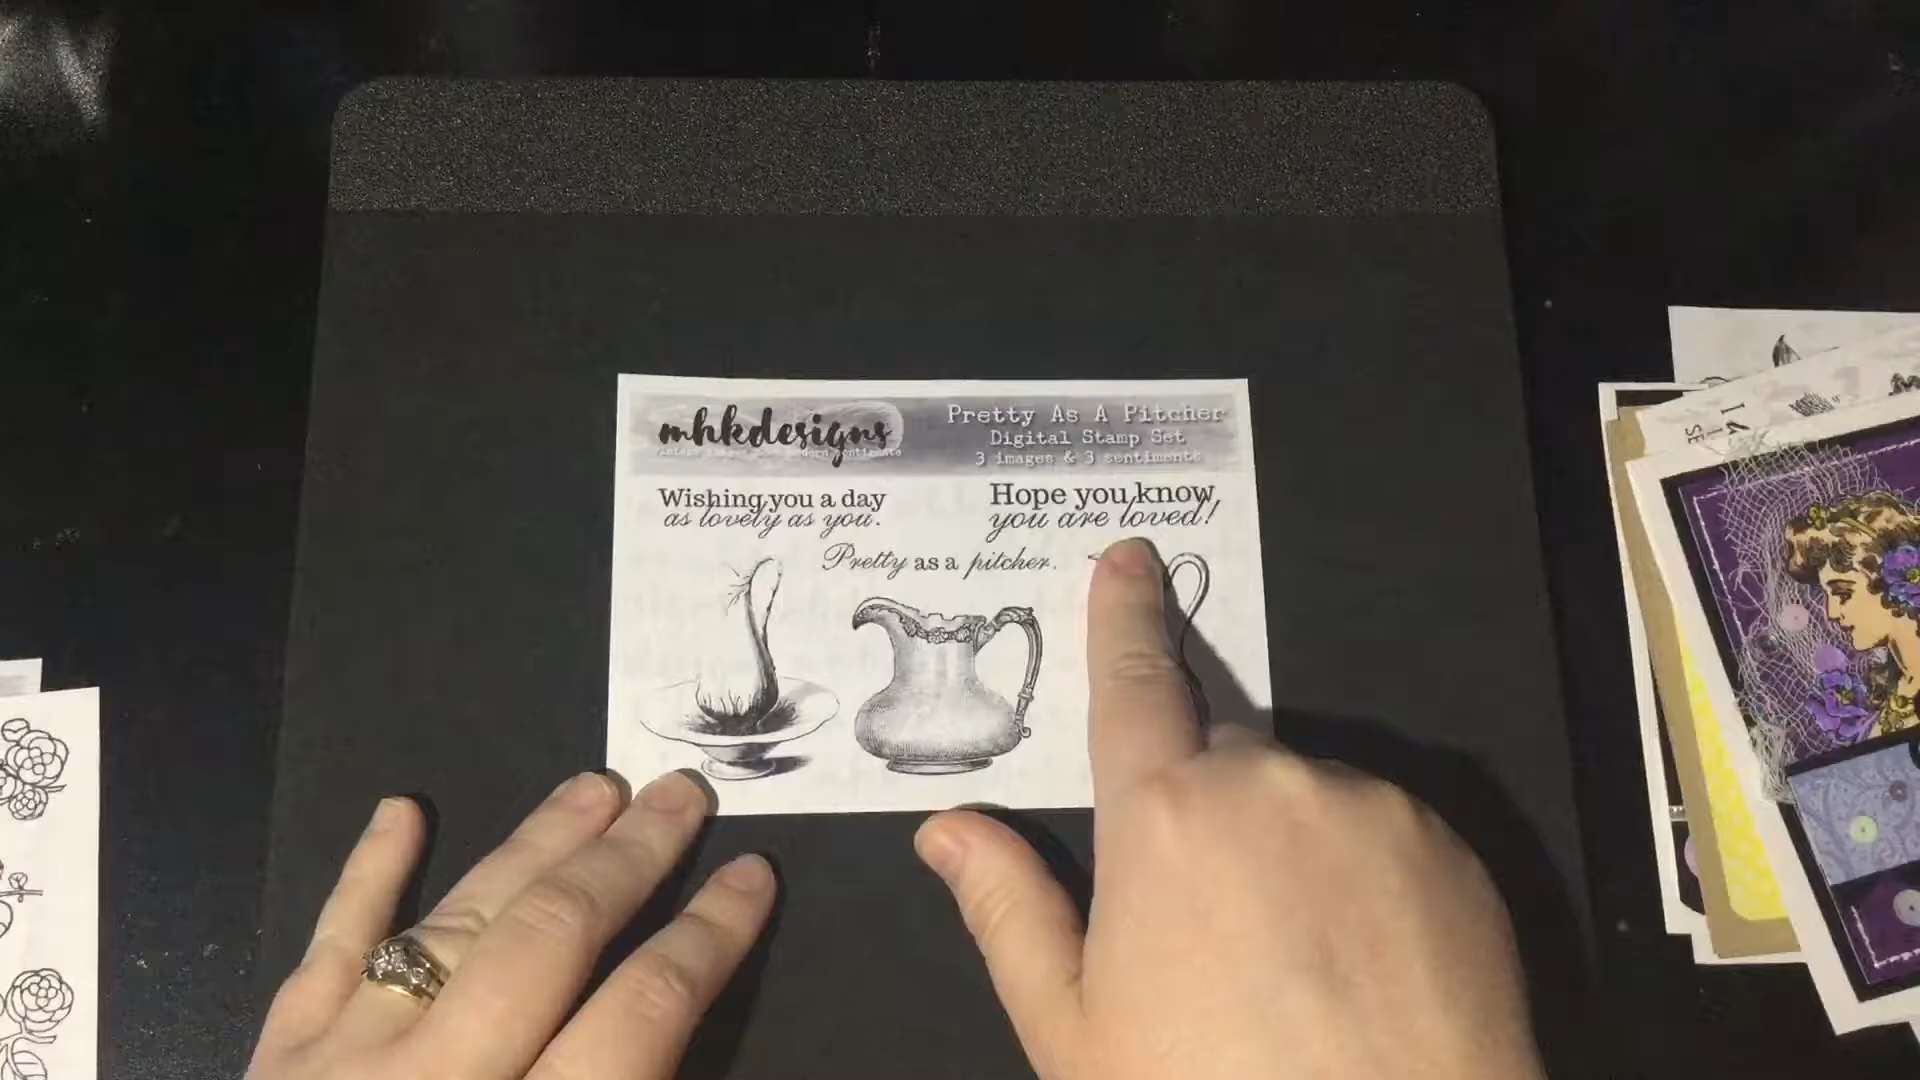 mhkdesigns
Pretty As A Pitcher
Digital Stamp Set
3 images & 3 sentiments
Wishing you a day
as lovely as you.
Hope you know
you are loved!
Pretty as a pitcher.